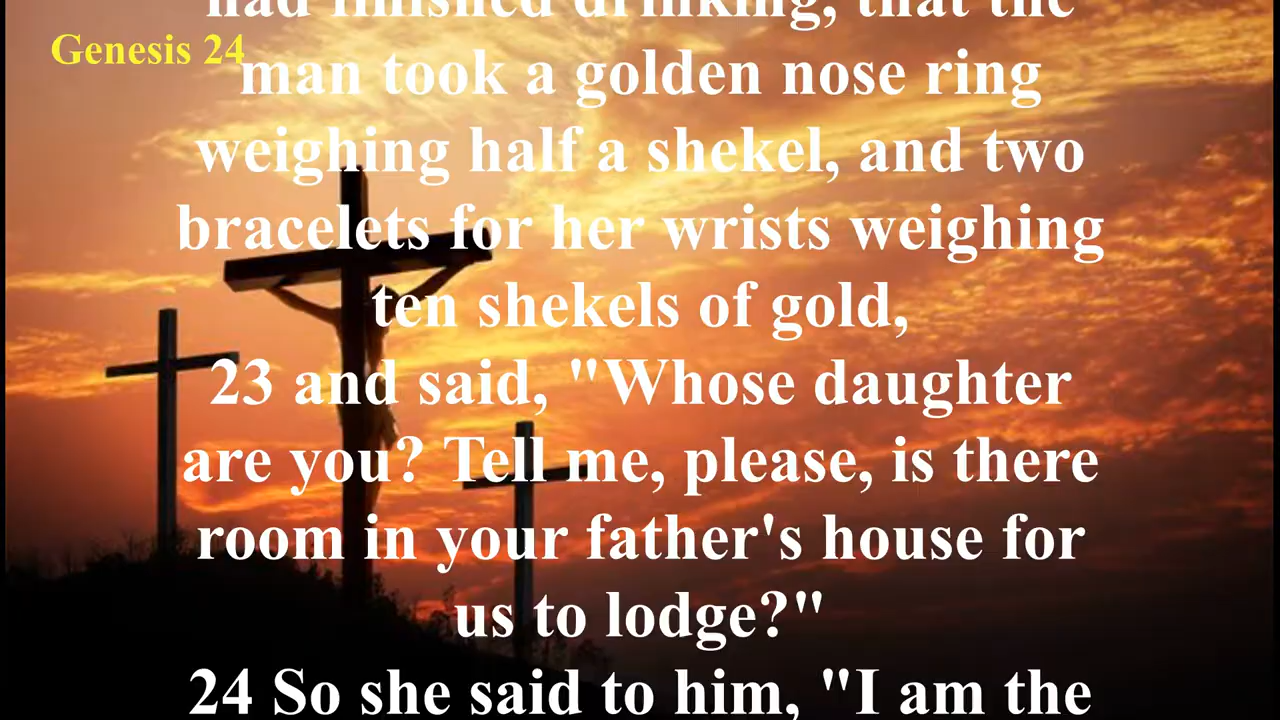 had finished drinking, that the
Genesis 24
man took a golden nose ring
weighing half a shekel, and two
bracelets for her wrists weighing
ten shekels of gold,
23 and said, "Whose daughter
are you? Tell me, please, is there
room in your father's house for
us to lodge?"
24 So she said to him, "I am the